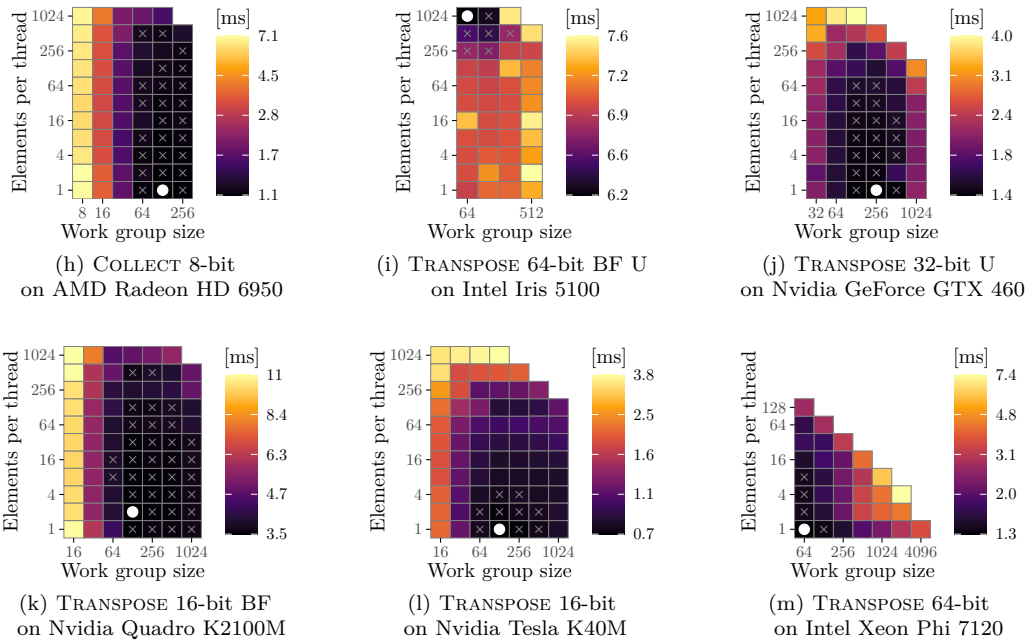 Elements per thread
1024
256
64
16
4
1
8 16 64 256
Work group size
[ms]
7.1
4.5
2.8
1.7
1.1
(h) COLLECT 8-bit
on AMD Radeon HD 6950
Elements per thread
1024
256
64
16
4
1
64 512
Work group size
[ms]
7.6
7.2
6.9
6.6
6.2
(i) TRANSPOSE 64-bit BF U
on Intel Iris 5100
Elements per thread
1024
256
64
16
4
1
32 64 256 1024
Work group size
[ms]
4.0
3.1
2.4
1.8
1.4
(j) TRANSPOSE 32-bit U
on Nvidia GeForce GTX 460
Elements per thread
1024
256
64
16
4
1
16 64 256 1024
Work group size
[ms]
11
8.4
6.3
4.7
3.5
(k) TRANSPOSE 16-bit BF
on Nvidia Quadro K2100M
Elements per thread
1024
256
64
16
4
1
16 64 256 1024
Work group size
[ms]
3.8
2.5
1.6
1.1
0.7
(l) TRANSPOSE 16-bit
on Nvidia Tesla K40M
Elements per thread
128
64
16
4
1
64 256 1024 4096
Work group size
[ms]
7.4
4.8
3.1
2.0
1.3
(m) TRANSPOSE 64-bit
on Intel Xeon Phi 7120